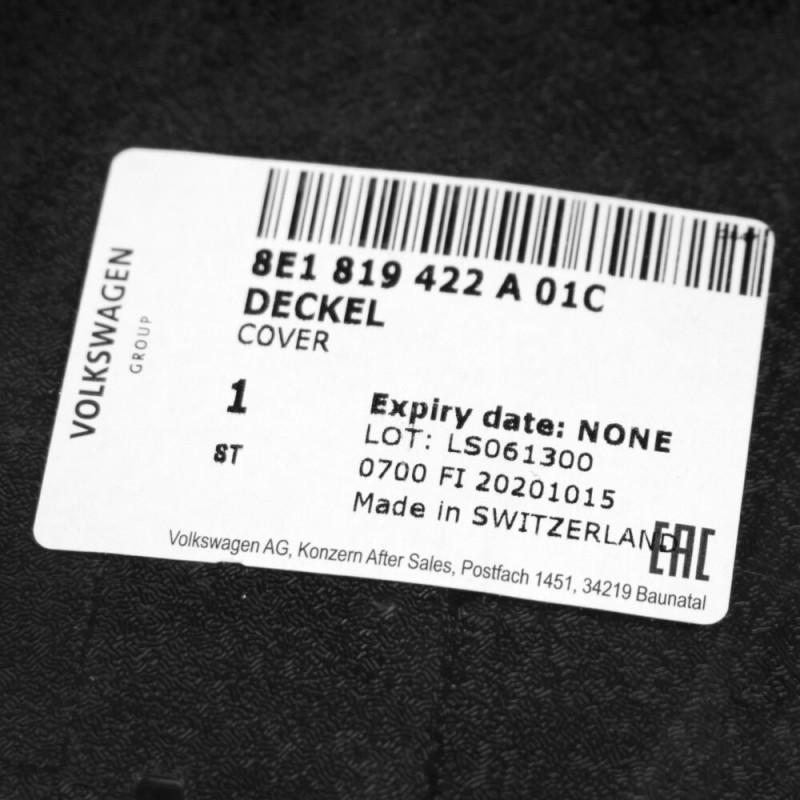 8E1 819 422 A 01C
DECKEL
COVER
VOLKSWAGEN
GROUP
1
ST
Expiry date: NONE
LOT: LS061300
0700 FI 20201015
Made in SWITZERLAND
EAC
Volkswagen AG, Konzern After Sales, Postfach 1451, 34219 Baunatal